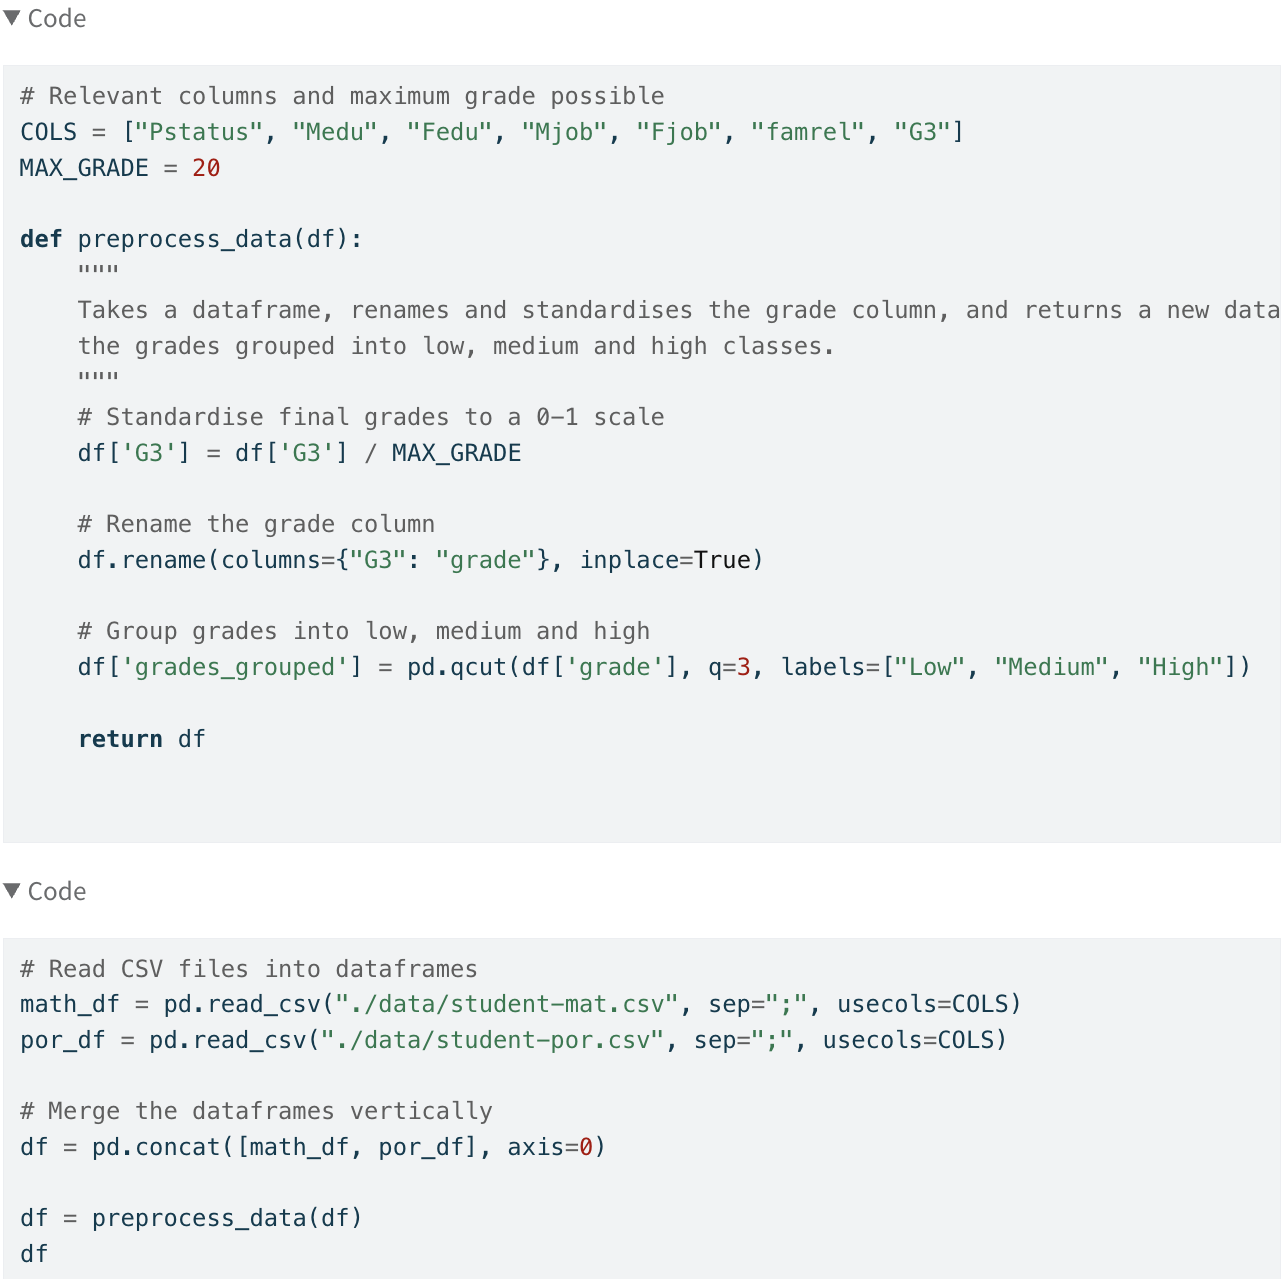 ▼ Code
# Relevant columns and maximum grade possible
COLS = ["Pstatus", "Medu", "Fedu", "Mjob", "Fjob", "famrel", "G3"]
MAX_GRADE = 20
def preprocess_data(df):
    """
    Takes a dataframe, renames and standardises the grade column, and returns a new data
    the grades grouped into low, medium and high classes.
    """
    # Standardise final grades to a 0-1 scale
    df['G3'] = df['G3'] / MAX_GRADE
    # Rename the grade column
    df.rename(columns={"G3": "grade"}, inplace=True)
    # Group grades into low, medium and high
    df['grades_grouped'] = pd.qcut(df['grade'], q=3, labels=["Low", "Medium", "High"])
    return df
▼ Code
# Read CSV files into dataframes
math_df = pd.read_csv("./data/student-mat.csv", sep=";", usecols=COLS)
por_df = pd.read_csv("./data/student-por.csv", sep=";", usecols=COLS)
# Merge the dataframes vertically
df = pd.concat([math_df, por_df], axis=0)
df = preprocess_data(df)
df